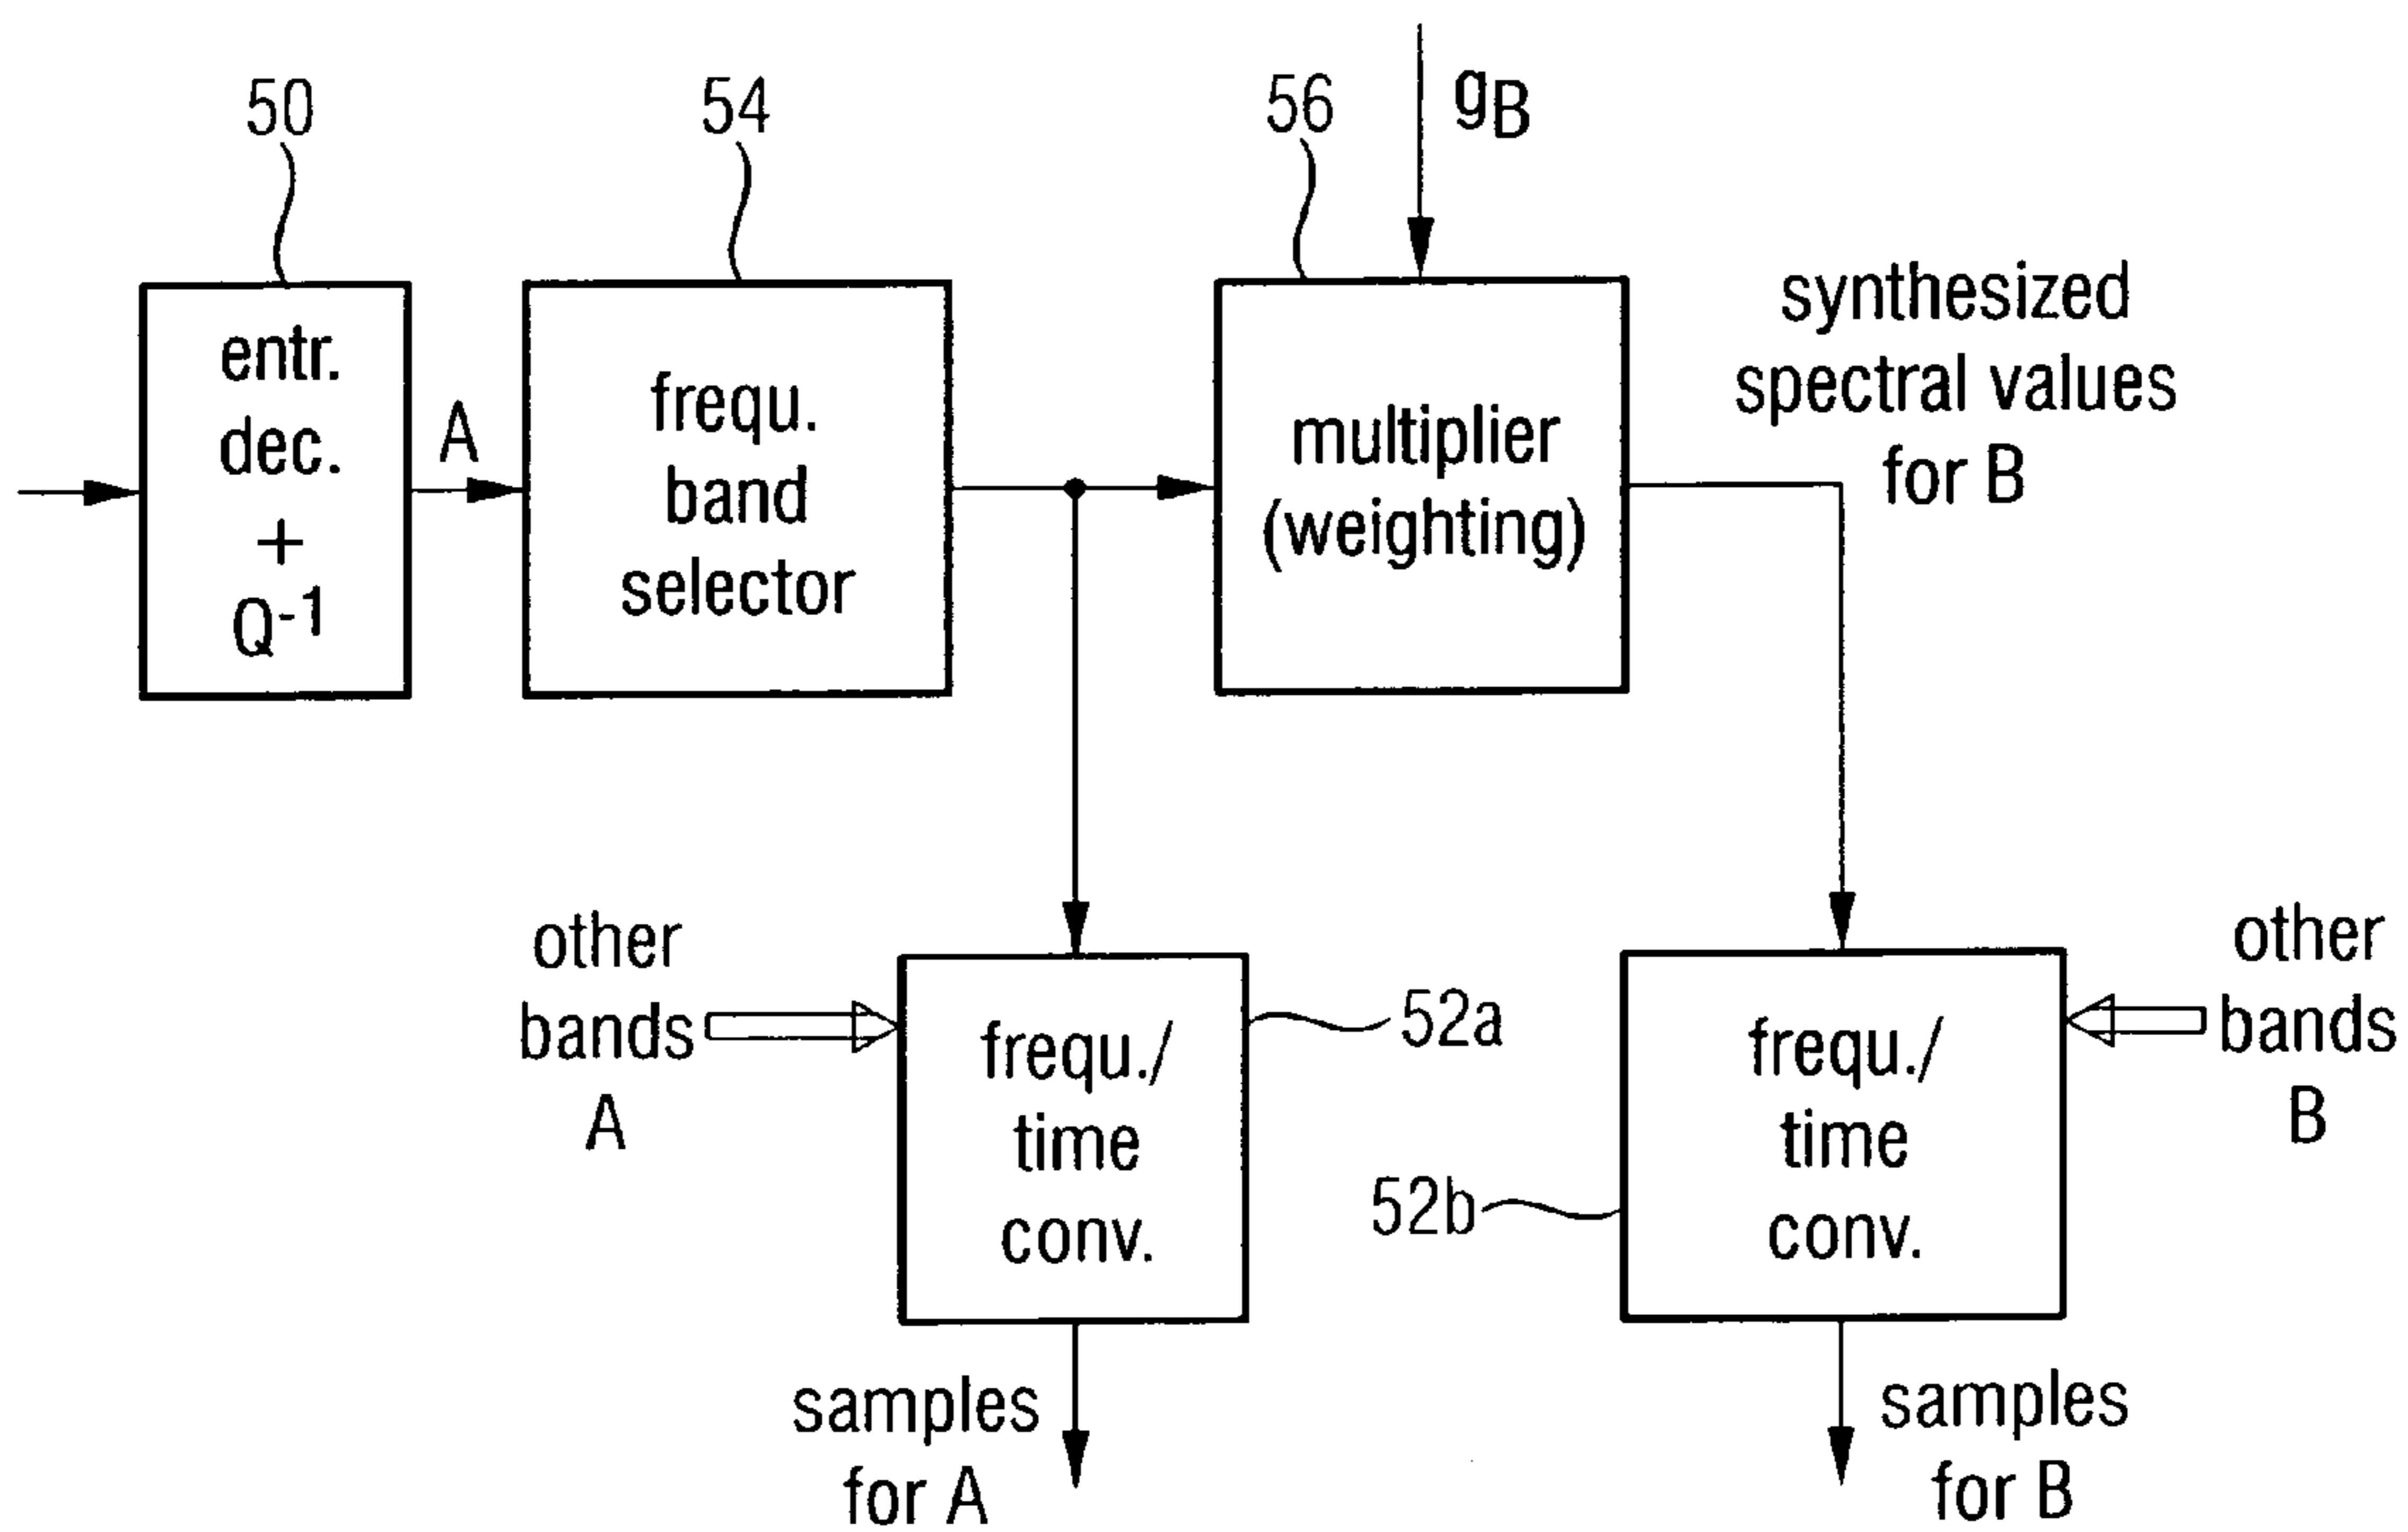 50
54
56
gB
entr.
dec.
+
Q-1
A
frequ.
band
selector
multiplier
(weighting)
synthesized
spectral values
for B
other
bands
A
frequ./
time
conv.
52a
52b
frequ./
time
conv.
other
bands
B
samples
for A
samples
for B